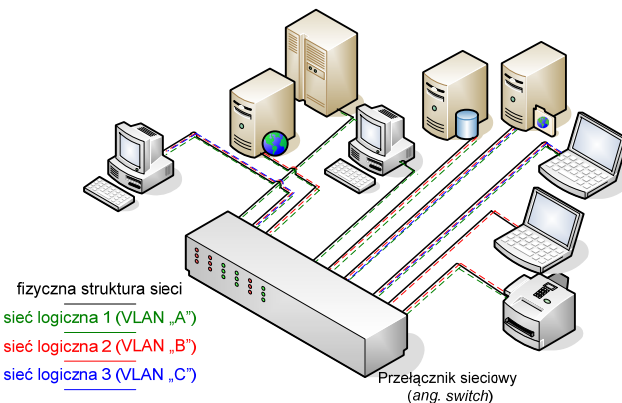 fizyczna struktura sieci
sieć logiczna 1 (VLAN „A”)
sieć logiczna 2 (VLAN „B”)
sieć logiczna 3 (VLAN „C”)
Przełącznik sieciowy
(ang. switch)